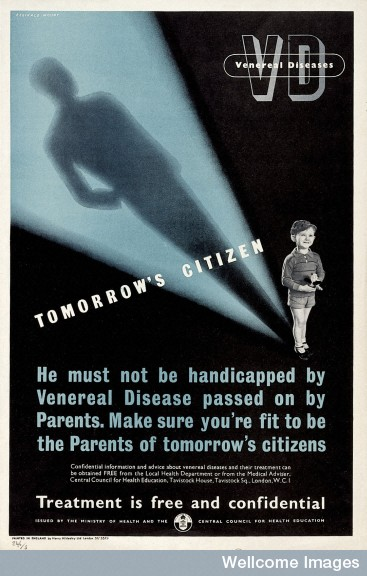 REGINALD MOUNT
VD
Venereal Diseases
TOMORROW'S CITIZEN
He must not be handicapped by
Venereal Disease passed on by
Parents. Make sure you're fit to be
the Parents of tomorrow's citizens
Confidential information and advice about venereal diseases and their treatment can
be obtained FREE from the Local Health Department or from the Medical Adviser,
Central Council for Health Education, Tavistock House, Tavistock Sq., London, W.C.1
Treatment is free and confidential
ISSUED BY THE MINISTRY OF HEALTH AND THE CENTRAL COUNCIL FOR HEALTH EDUCATION
PRINTED IN ENGLAND by
Wellcome Images